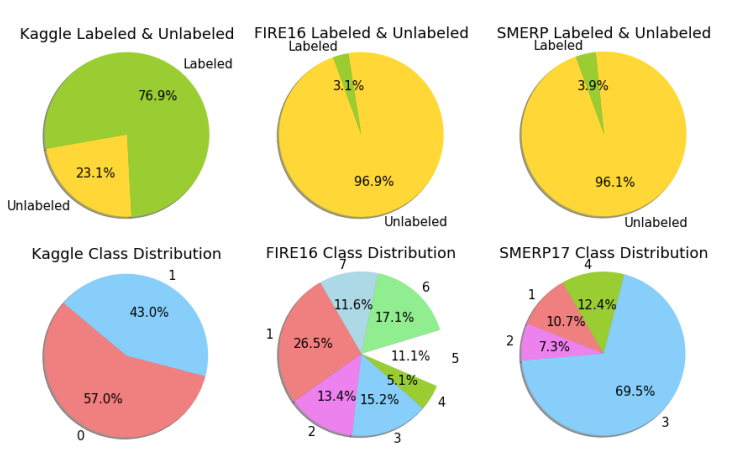 Kaggle Labeled & Unlabeled
Labeled
76.9%
23.1%
Unlabeled
FIRE16 Labeled & Unlabeled
Labeled
3.1%
96.9%
Unlabeled
SMERP Labeled & Unlabeled
Labeled
3.9%
96.1%
Unlabeled
Kaggle Class Distribution
1
43.0%
57.0%
0
FIRE16 Class Distribution
7
6
11.6%
17.1%
1
26.5%
11.1%
5
5.1%
13.4%
15.2%
4
2
3
SMERP17 Class Distribution
4
1
12.4%
10.7%
2
7.3%
69.5%
3